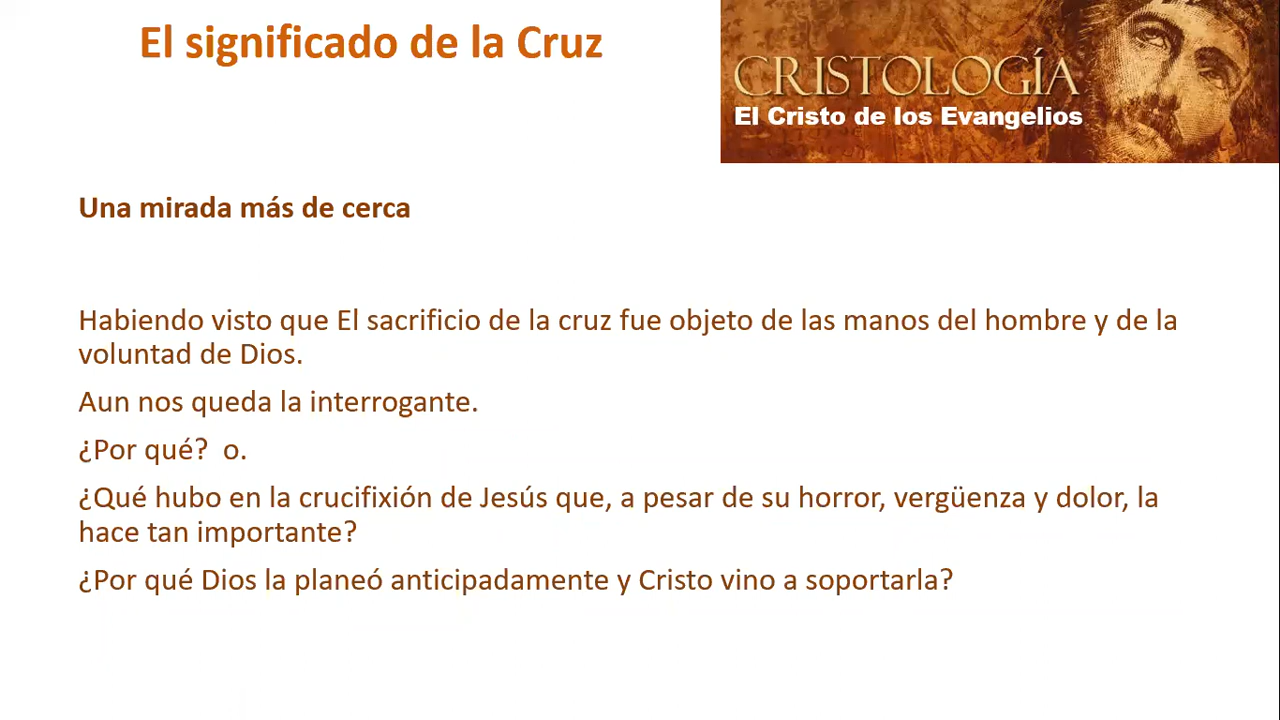 El significado de la Cruz
CRISTOLOGÍA
El Cristo de los Evangelios
Una mirada más de cerca
Habiendo visto que El sacrificio de la cruz fue objeto de las manos del hombre y de la
voluntad de Dios.
Aun nos queda la interrogante.
¿Por qué?  o.
¿Qué hubo en la crucifixión de Jesús que, a pesar de su horror, vergüenza y dolor, la
hace tan importante?
¿Por qué Dios la planeó anticipadamente y Cristo vino a soportarla?